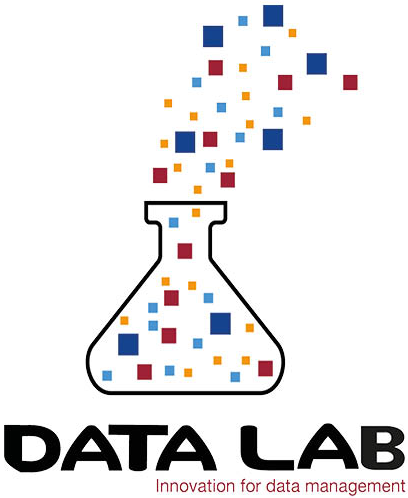 DATA LAB
Innovation for data management